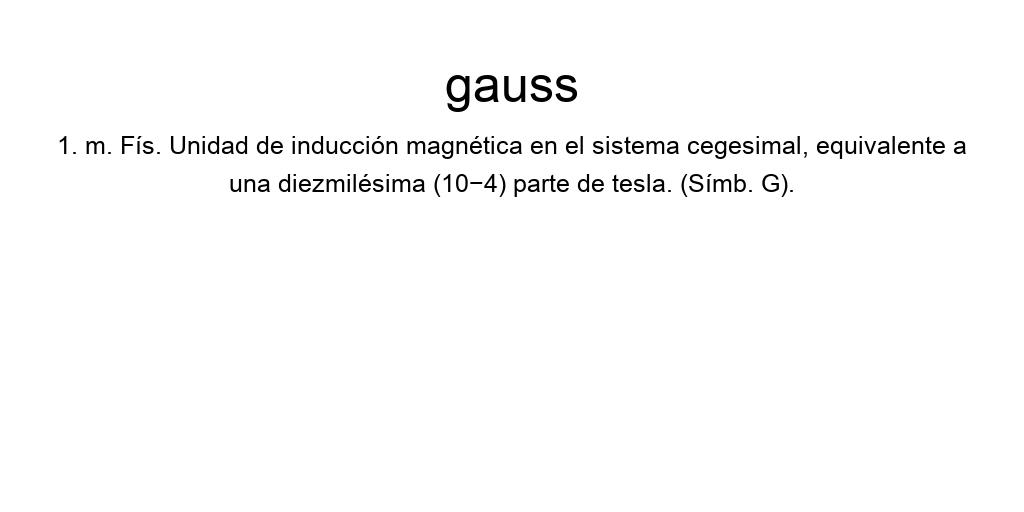 gauss
1. m. Fís. Unidad de inducción magnética en el sistema cegesimal, equivalente a
una diezmilésima (10−4) parte de tesla. (Símb. G).